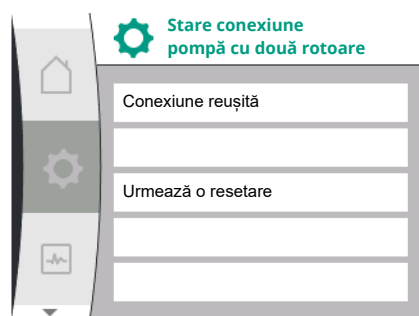 Stare conexiune
pompă cu două rotoare
Conexiune reușită
Urmează o resetare